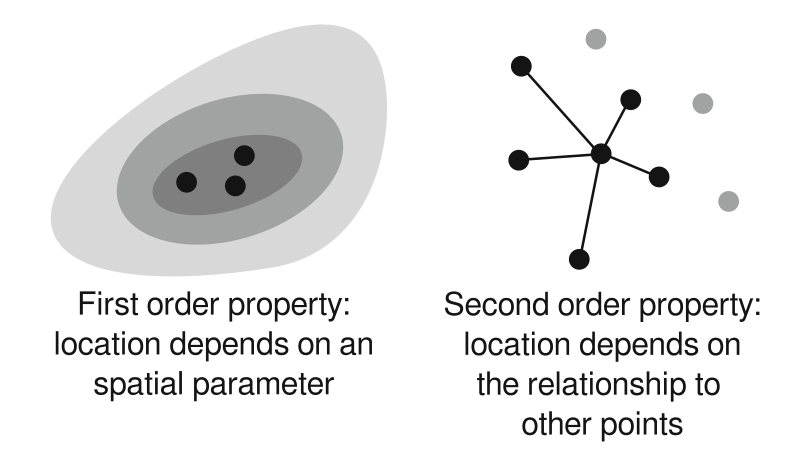 First order property:
location depends on an
spatial parameter
Second order property:
location depends on
the relationship to
other points